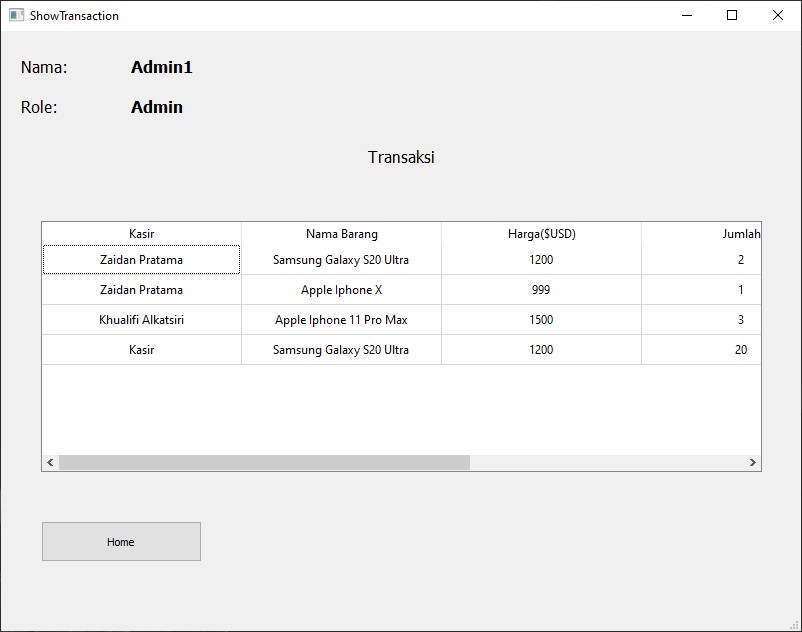 ShowTransaction
Nama: Admin1
Role: Admin
Transaksi
Kasir Nama Barang Harga($USD) Jumlah
Zaidan Pratama Samsung Galaxy S20 Ultra 1200 2
Zaidan Pratama Apple Iphone X 999 1
Khualifi Alkatsiri Apple Iphone 11 Pro Max 1500 3
Kasir Samsung Galaxy S20 Ultra 1200 20
Home